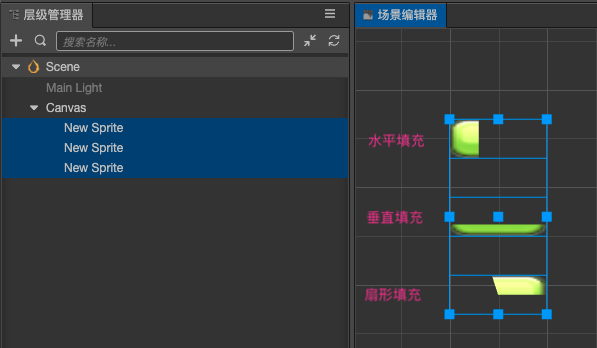 层级管理器
场景编辑器
搜索名称...
Scene
Main Light
Canvas
New Sprite
New Sprite
New Sprite
水平填充
垂直填充
扇形填充